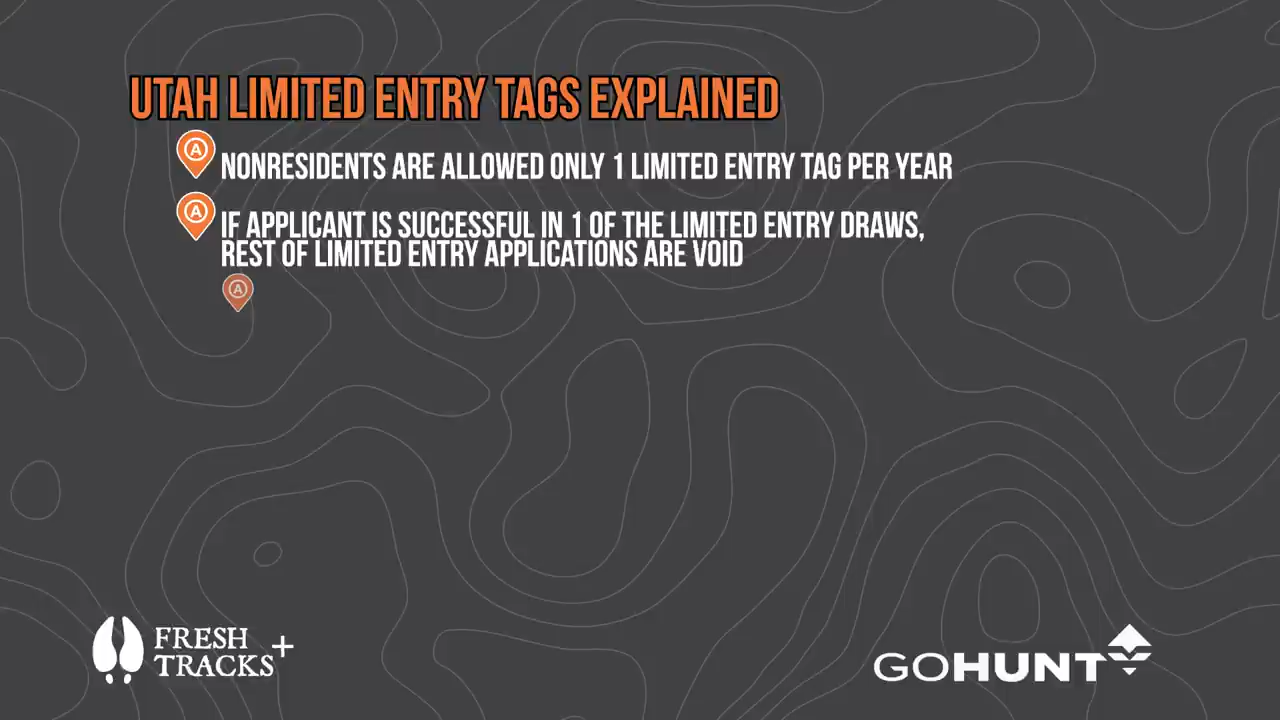 UTAH LIMITED ENTRY TAGS EXPLAINED
A NONRESIDENTS ARE ALLOWED ONLY 1 LIMITED ENTRY TAG PER YEAR
A IF APPLICANT IS SUCCESSFUL IN 1 OF THE LIMITED ENTRY DRAWS,
REST OF LIMITED ENTRY APPLICATIONS ARE VOID
A
FRESH
TRACKS+
GOHUNT